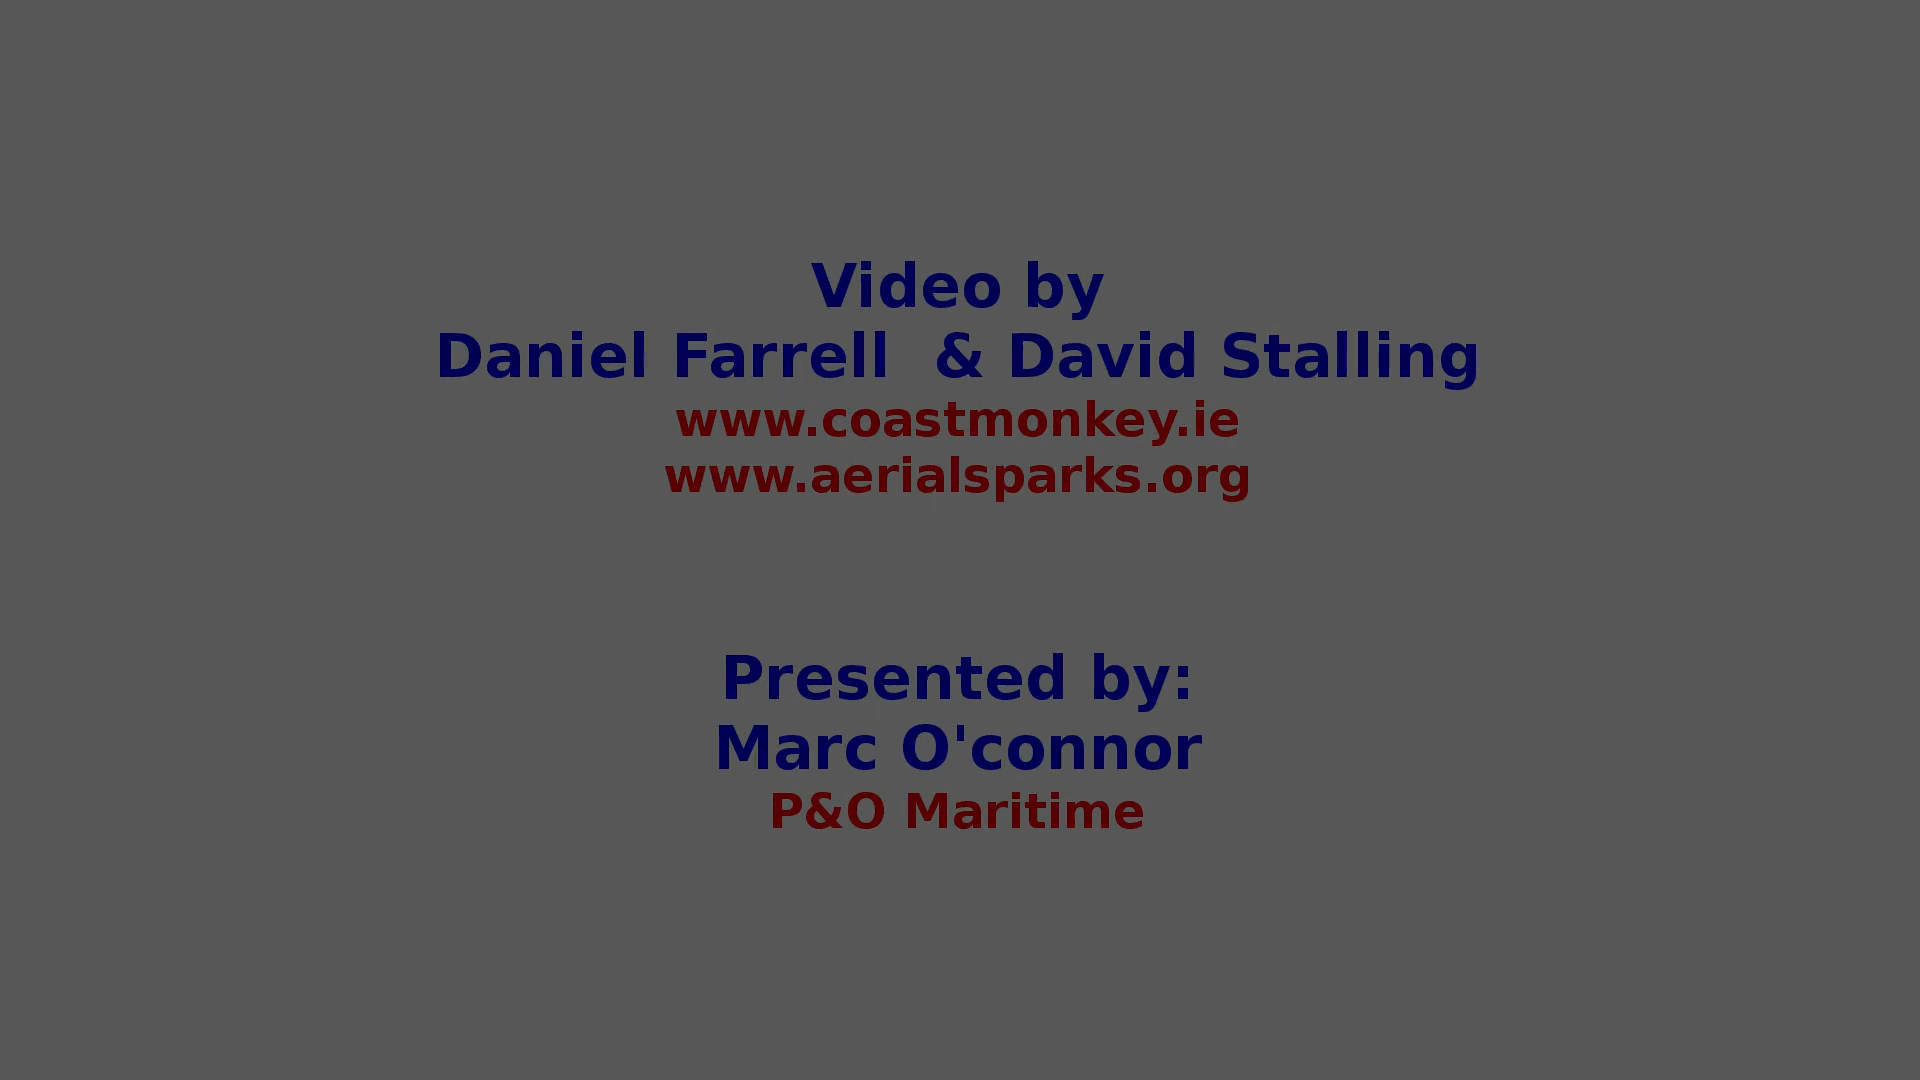 Video by
Daniel Farrell  & David Stalling
www.coastmonkey.ie
www.aerialsparks.org
Presented by:
Marc O'connor
P&O Maritime